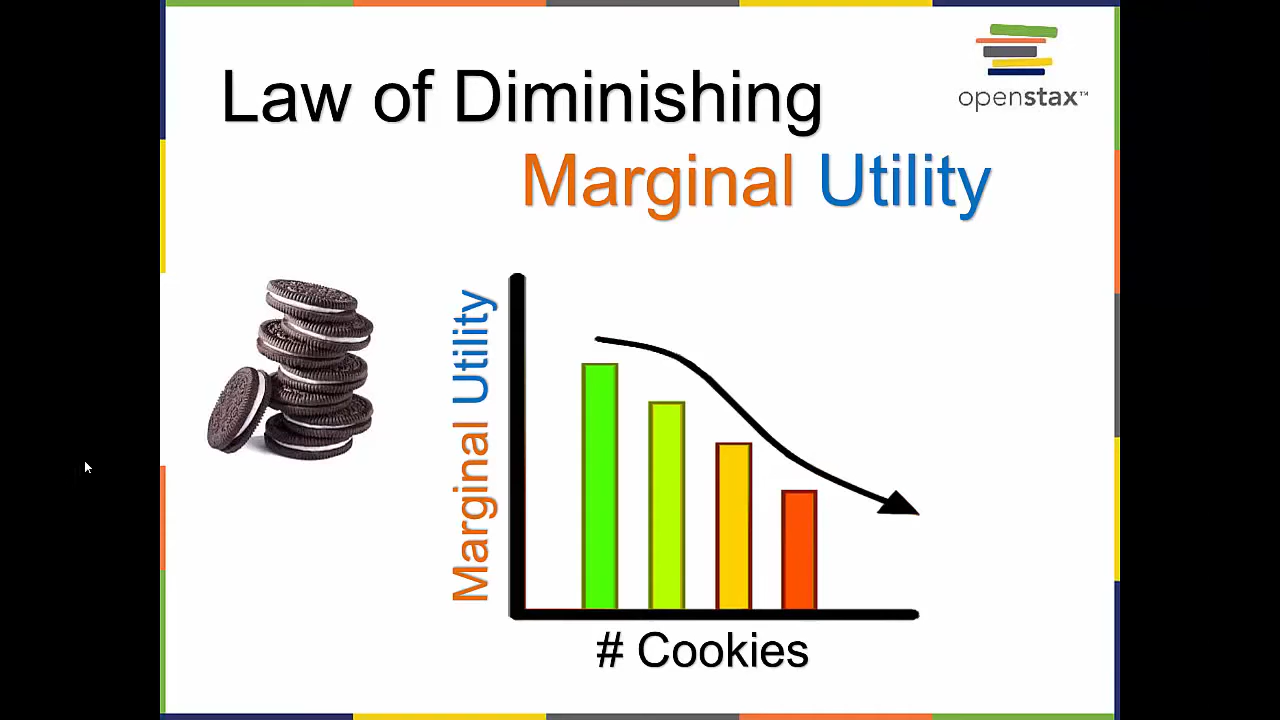 Law of Diminishing
Marginal Utility
openstax™
Marginal Utility
# Cookies